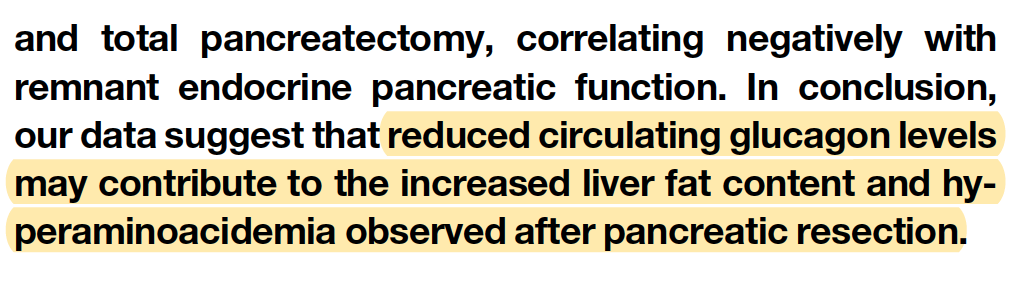 and total pancreatectomy, correlating negatively with
remnant endocrine pancreatic function. In conclusion,
our data suggest that reduced circulating glucagon levels
may contribute to the increased liver fat content and hy-
peraminoacidemia observed after pancreatic resection.